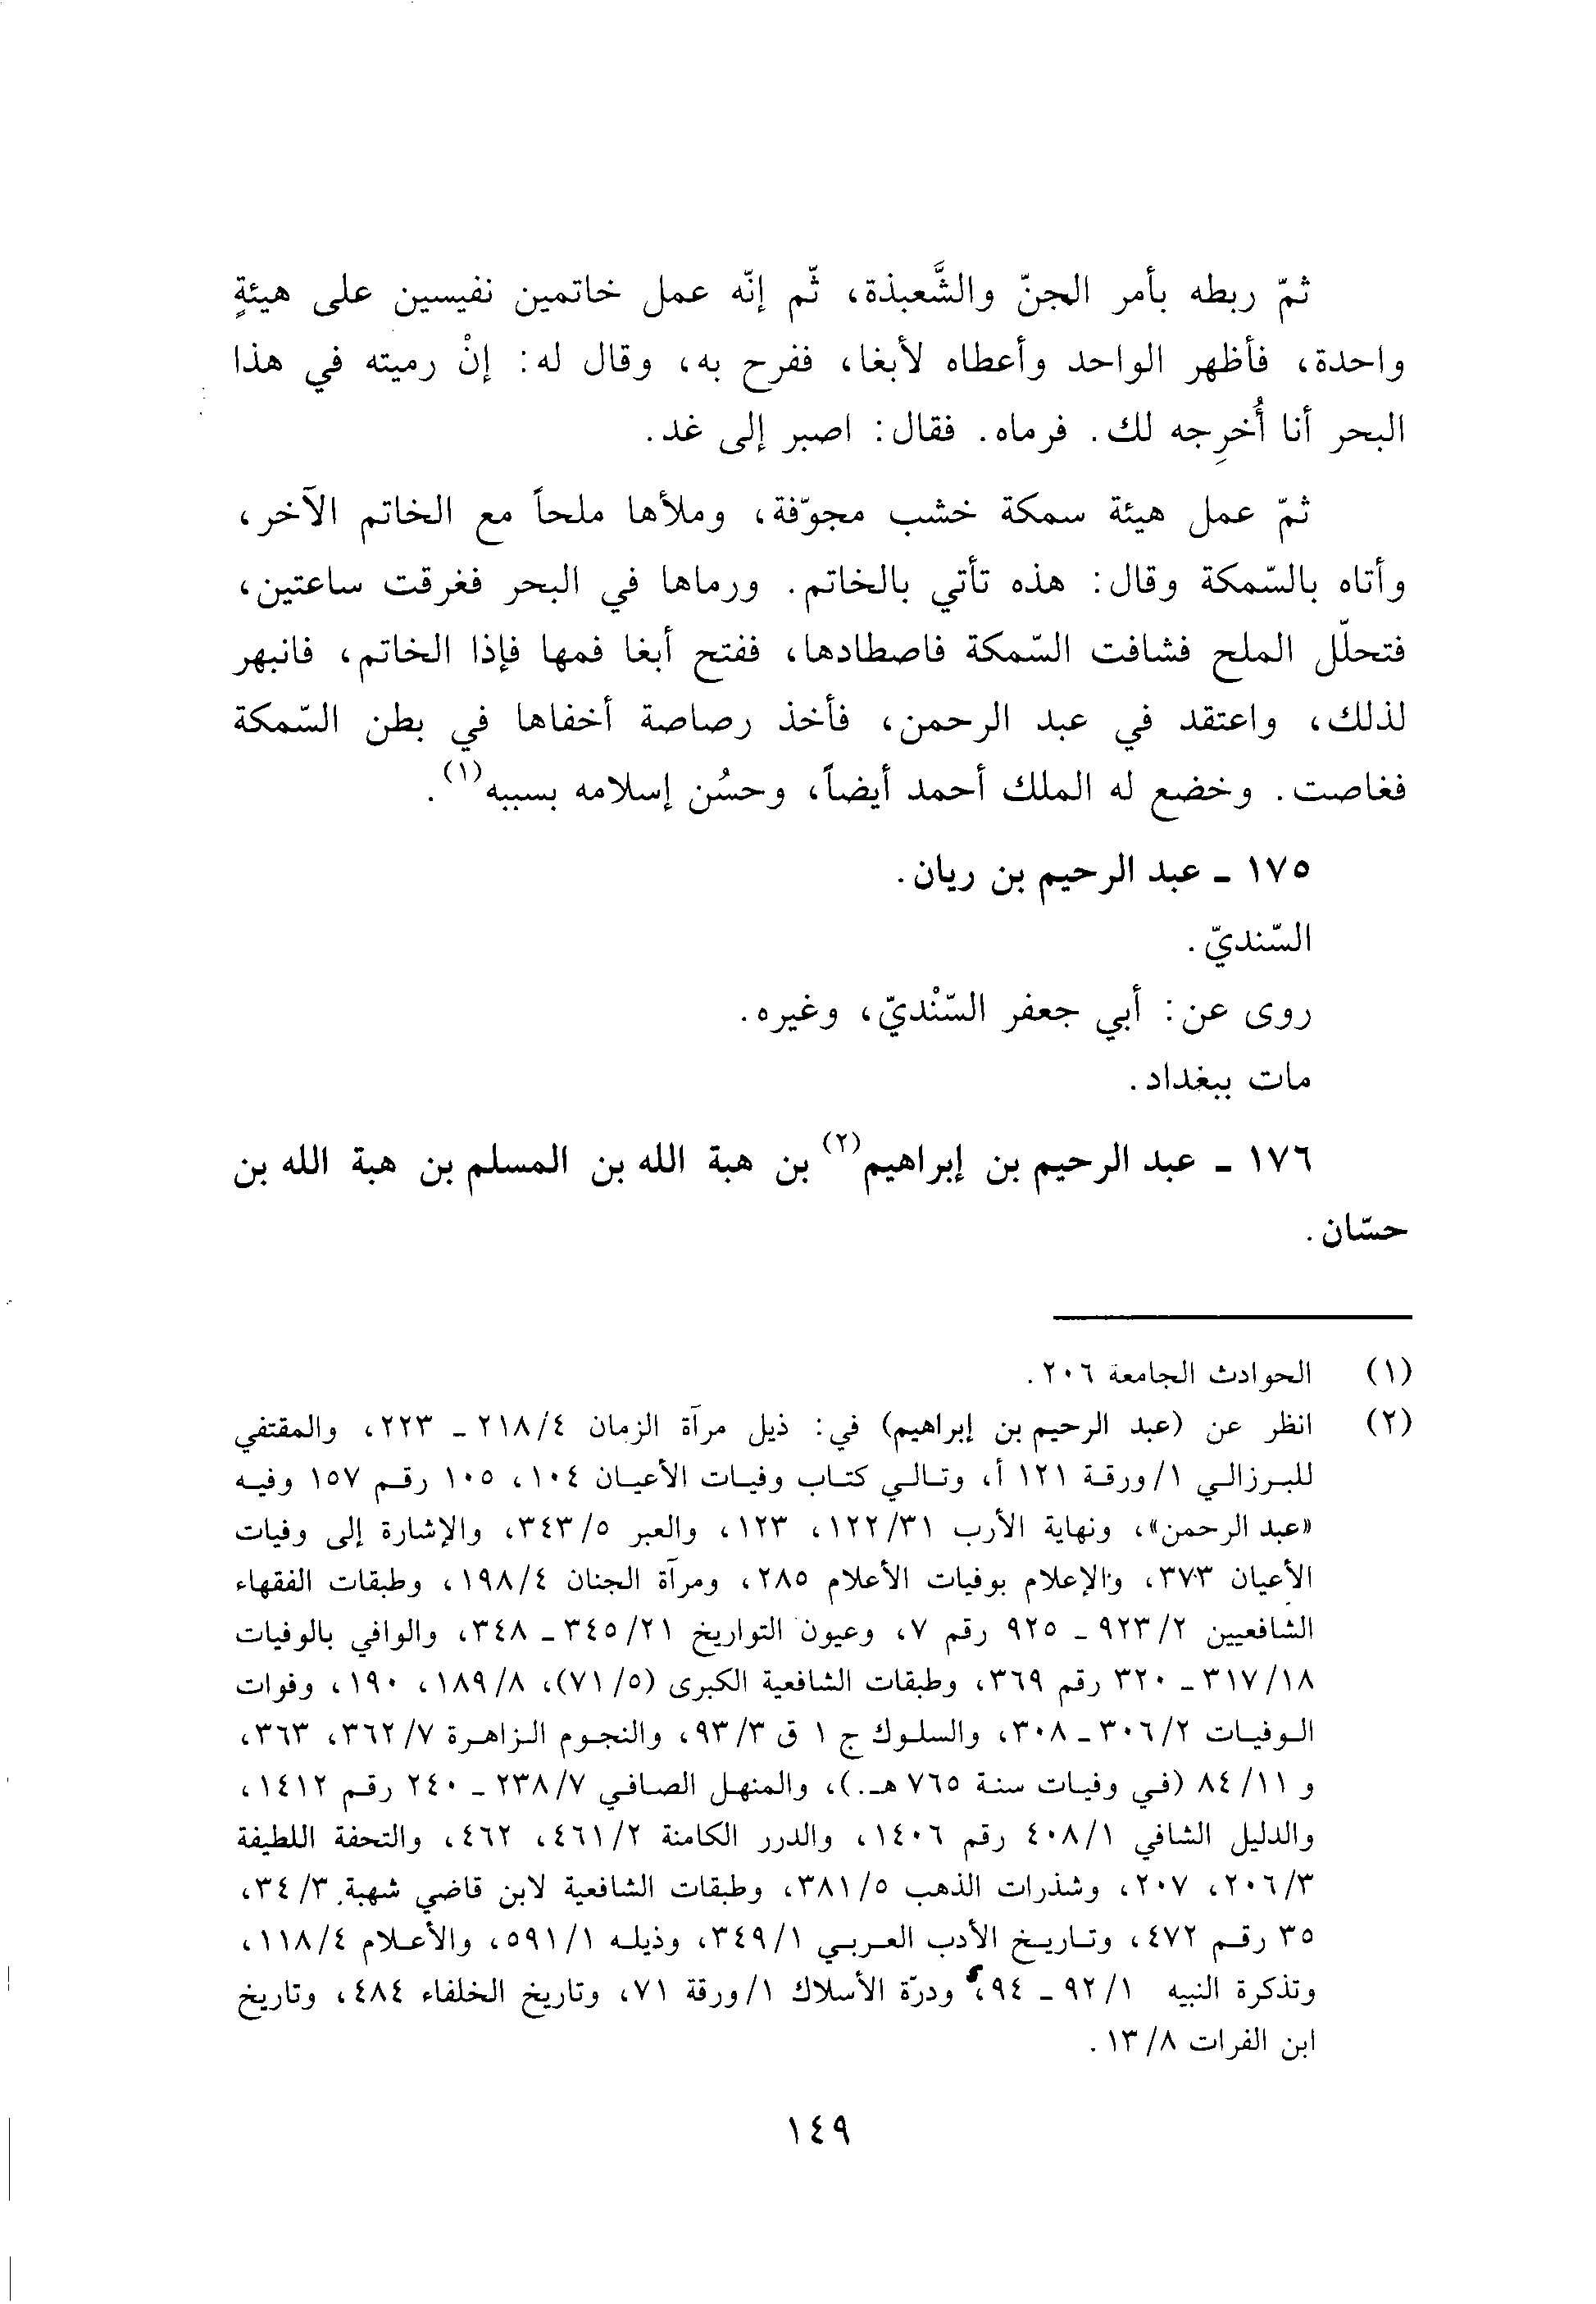 ثمّ ربطه بأمر الجنّ والشَّعبذة، ثّم إنّه عمل خاتمين نفيسين على هيئةٍ
واحدة، فأظهر الواحد وأعطاه لأبغا، ففرح به، وقال له: إنْ رميته في هذا
البحر أنا أُخرِجه لك. فرماه. فقال: اصبر إلى غد.
ثمّ عمل هيئة سمكة خشب مجوّفة، وملأها ملحاً مع الخاتم الآخر،
وأتاه بالسّمكة وقال: هذه تأتي بالخاتم. ورماها في البحر فغرقت ساعتين،
فتحلّل الملح فشافت السّمكة فاصطادها، ففتح أبغا فمها فإذا الخاتم، فانبهر
لذلك، واعتقد في عبد الرحمن، فأخذ رصاصة أخفاها في بطن السّمكة
فغاصت. وخضع له الملك أحمد أيضاً، وحسُن إسلامه بسببه(١).
١٧٥ ـ عبد الرحيم بن ريان.
السّنديّ.
روى عن: أبي جعفر السّنْديّ، وغيره.
مات ببغداد.
١٧٦ ـ عبد الرحيم بن إبراهيم(٢) بن هبة الله بن المسلم بن هبة الله بن
حسّان.
(١) الحوادث الجامعة ٢٠٦.
(٢) انظر عن (عبد الرحيم بن إبراهيم) في: ذيل مرآة الزمان ٢١٨/٤ ـ ٢٢٣، والمقتفي
للبرزالي ١/ورقة ١٢١ أ، وتالي كتاب وفيات الأعيان ١٠٤، ١٠٥ رقم ١٥٧ وفيه
«عبد الرحمن»، ونهاية الأرب ١٢٢/٣١، ١٢٣، والعبر ٣٤٣/٥، والإشارة إلى وفيات
الأعيان ٣٧٣، والإعلام بوفيات الأعلام ٢٨٥، ومرآة الجنان ١٩٨/٤، وطبقات الفقهاء
الشافعيين ٩٢٣/٢ ـ ٩٢٥ رقم ٧، وعيون التواريخ ٣٤٥/٢١ ـ ٣٤٨، والوافي بالوفيات
٣١٧/١٨ ـ ٣٢٠ رقم ٣٦٩، وطبقات الشافعية الكبرى (٧١/٥)، ١٨٩/٨، ١٩٠، وفوات
الوفيات ٣٠٦/٢ ـ ٣٠٨، والسلوك ج ١ ق ٩٣/٣، والنجوم الزاهرة ٣٦٢/٧، ٣٦٣،
و ٨٤/١١ (في وفيات سنة ٧٦٥ هـ.)، والمنهل الصافي ٢٣٨/٧ ـ ٢٤٠ رقم ١٤١٢،
والدليل الشافي ٤٠٨/١ رقم ١٤٠٦، والدرر الكامنة ٤٦١/٢، ٤٦٢، والتحفة اللطيفة
٢٠٦/٣، ٢٠٧، وشذرات الذهب ٣٨١/٥، وطبقات الشافعية لابن قاضي شهبة ٣٤/٣،
٣٥ رقم ٤٧٢، وتاريخ الأدب العربي ٣٤٩/١، وذيله ٥٩١/١، والأعلام ١١٨/٤،
وتذكرة النبيه ٩٢/١ ـ ٩٤، ودرّة الأسلاك ١/ورقة ٧١، وتاريخ الخلفاء ٤٨٤، وتاريخ
ابن الفرات ١٣/٨.
١٤٩